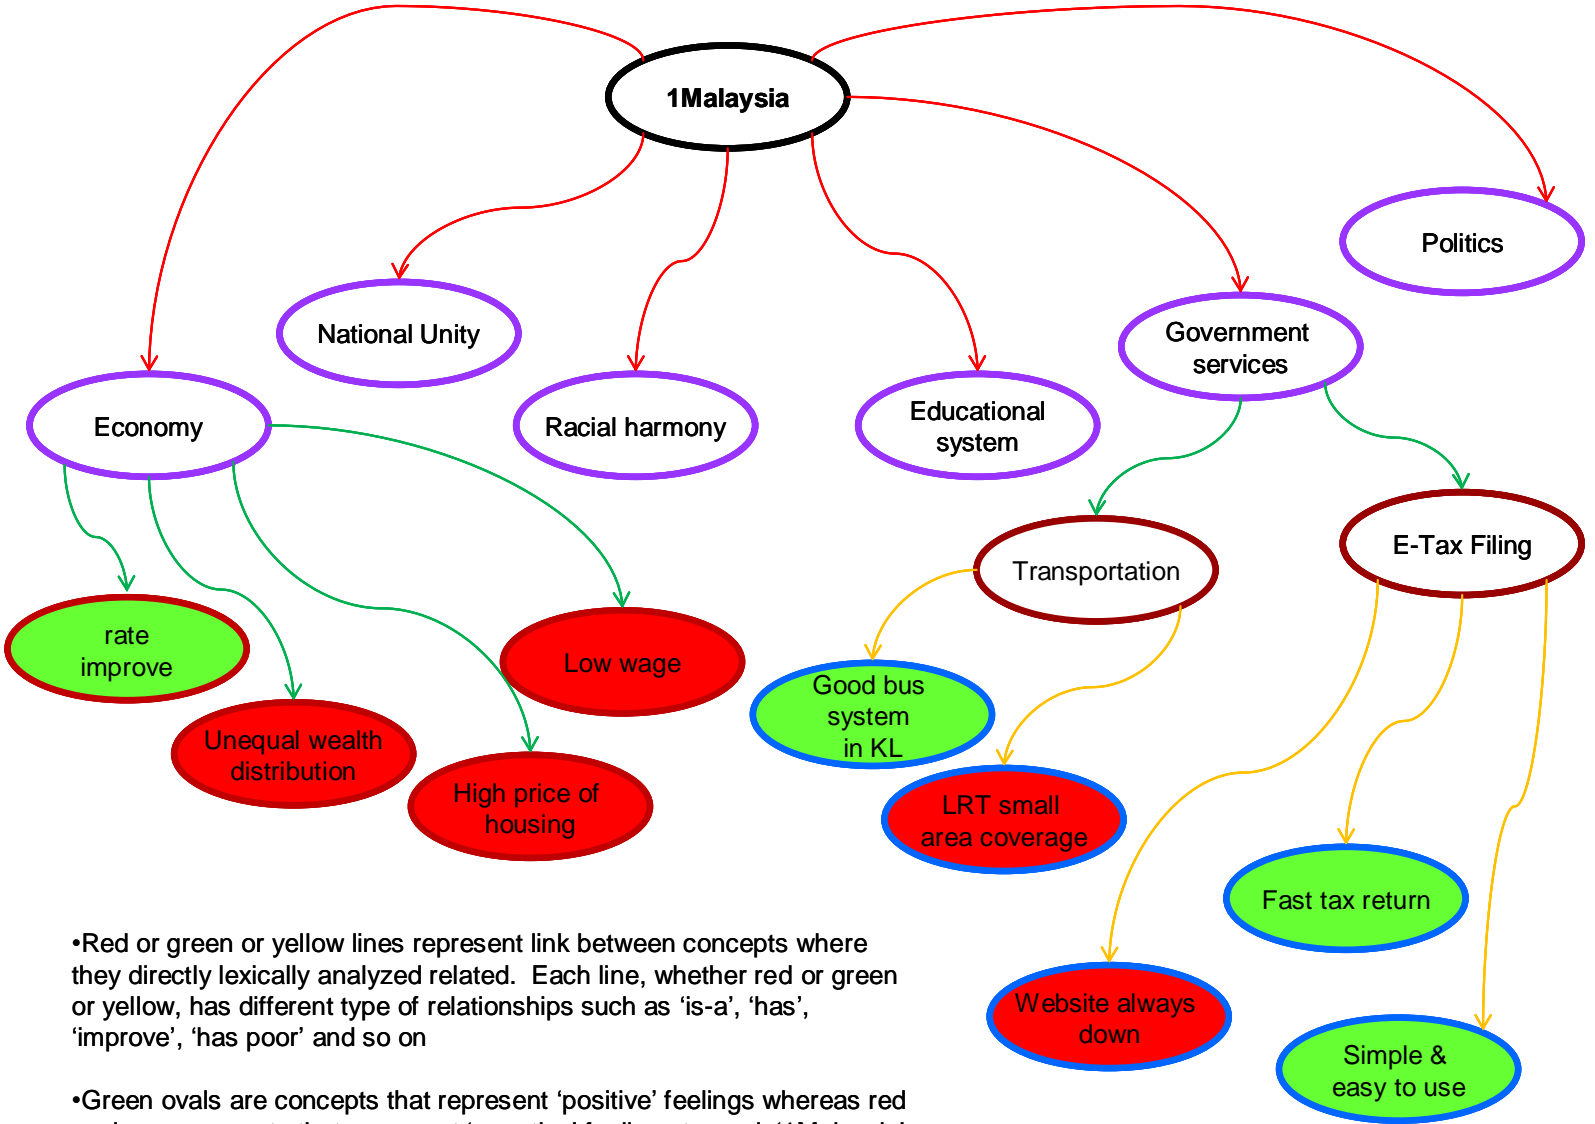 1Malaysia
Politics
National Unity
Government
services
Economy
Racial harmony
Educational
system
Transportation
E-Tax Filing
rate
improve
Low wage
Unequal wealth
distribution
High price of
housing
Good bus
system
in KL
LRT small
area coverage
Fast tax return
Website always
down
Simple &
easy to use
•Red or green or yellow lines represent link between concepts where
they directly lexically analyzed related.  Each line, whether red or green
or yellow, has different type of relationships such as ‘is-a’, ‘has’,
‘improve’, ‘has poor’ and so on
•Green ovals are concepts that represent ‘positive’ feelings whereas red